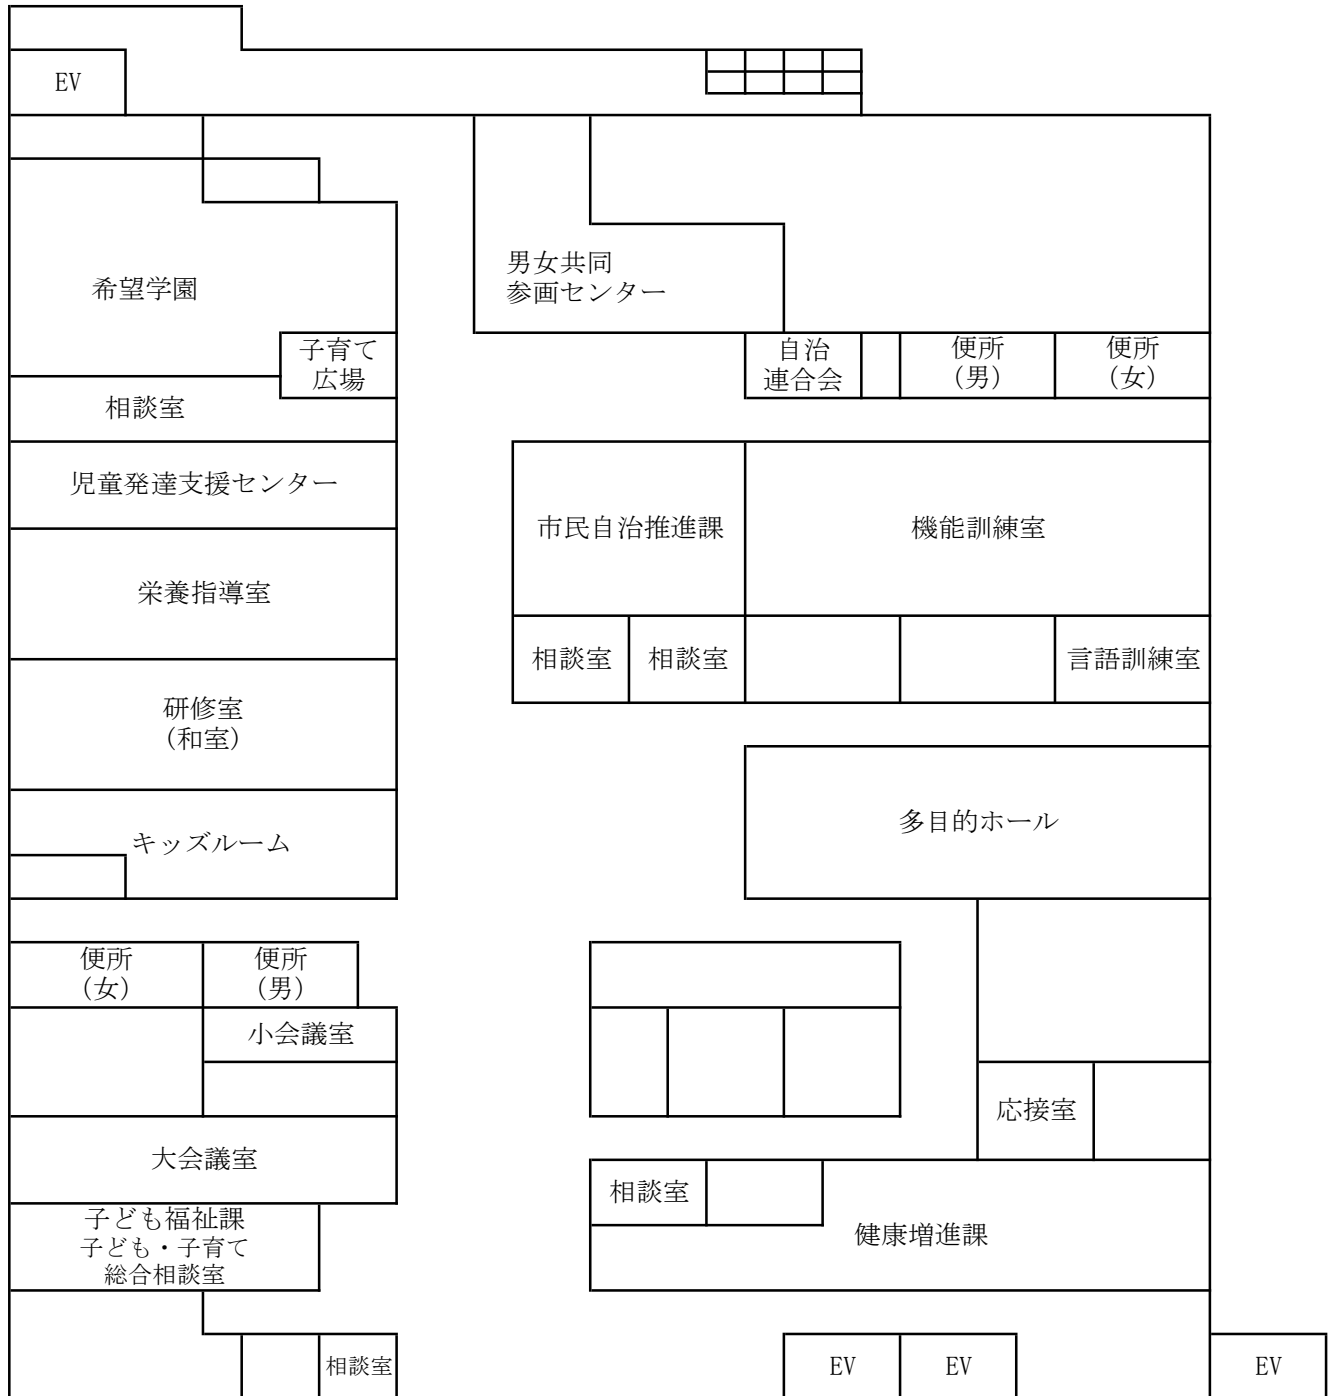 EV
希望学園
男女共同
参画センター
子育て
広場
自治
連合会
便所
(男)
便所
(女)
相談室
児童発達支援センター
市民自治推進課
機能訓練室
栄養指導室
相談室
相談室
言語訓練室
研修室
(和室)
キッズルーム
多目的ホール
便所
(女)
便所
(男)
小会議室
応接室
大会議室
相談室
子ども福祉課
子ども・子育て
総合相談室
健康増進課
相談室
EV
EV
EV